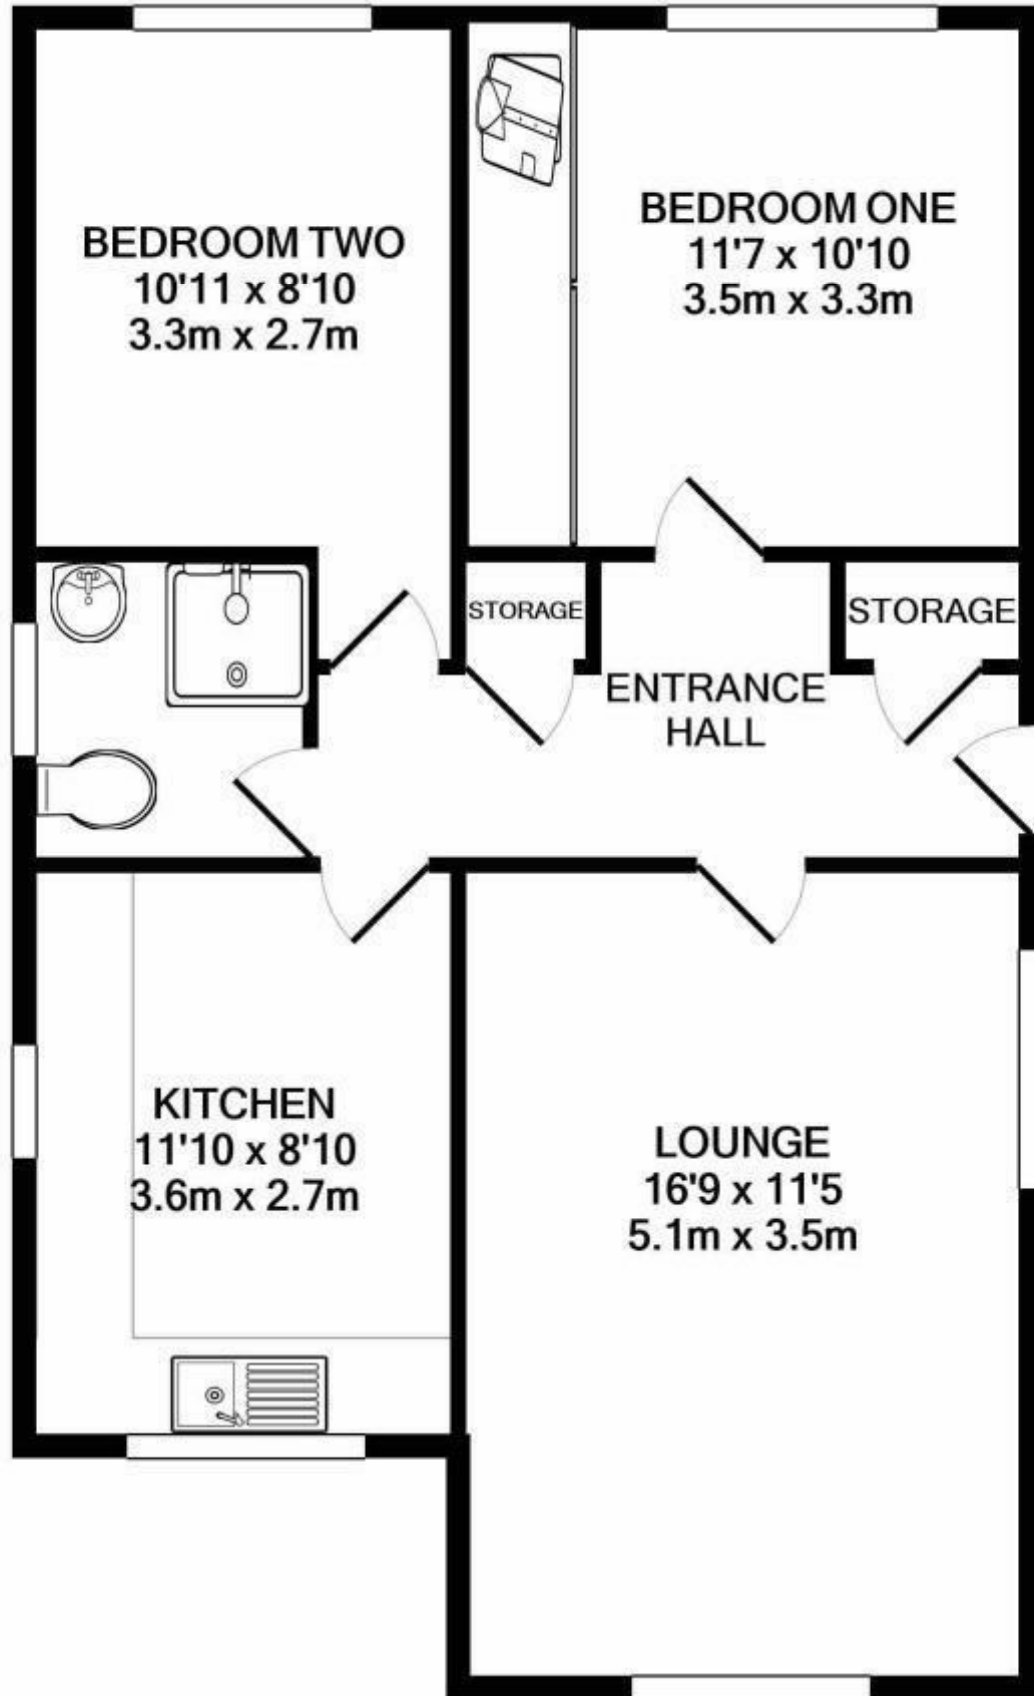 BEDROOM TWO
10'11 x 8'10
3.3m x 2.7m
BEDROOM ONE
11'7 x 10'10
3.5m x 3.3m
STORAGE
STORAGE
ENTRANCE
HALL
KITCHEN
11'10 x 8'10
3.6m x 2.7m
LOUNGE
16'9 x 11'5
5.1m x 3.5m